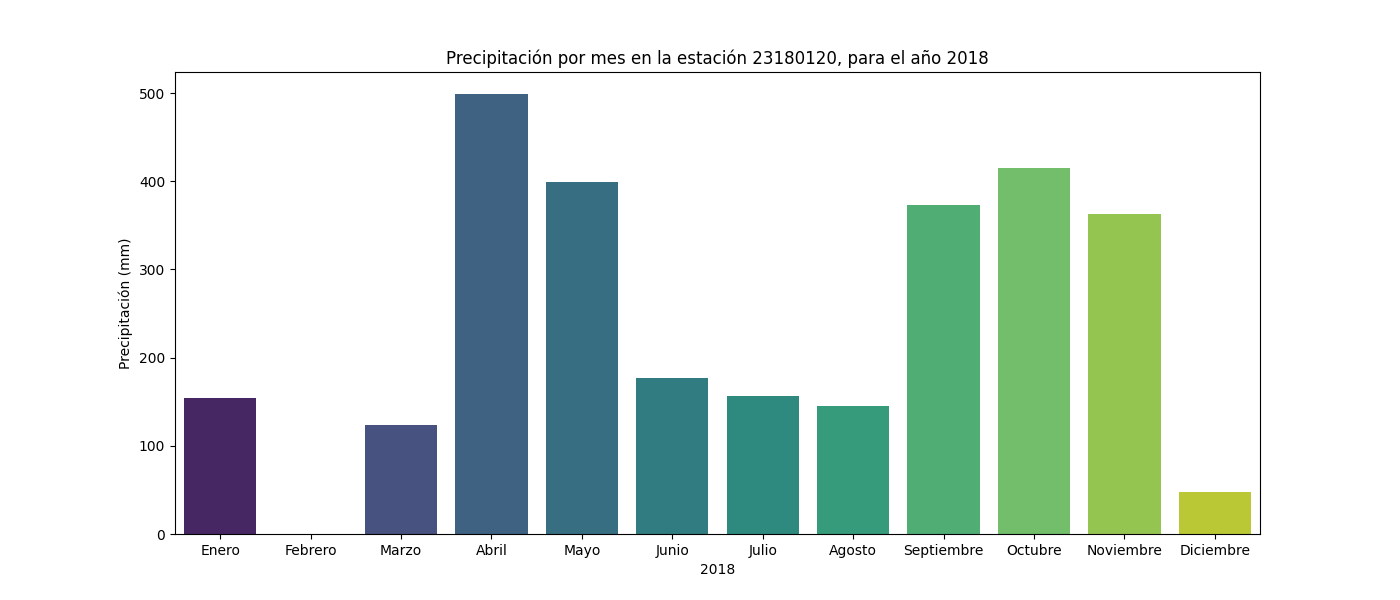 Precipitación por mes en la estación 23180120, para el año 2018
Precipitación (mm)
500
400
300
200
100
0
Enero Febrero Marzo Abril Mayo Junio Julio Agosto Septiembre Octubre Noviembre Diciembre
2018